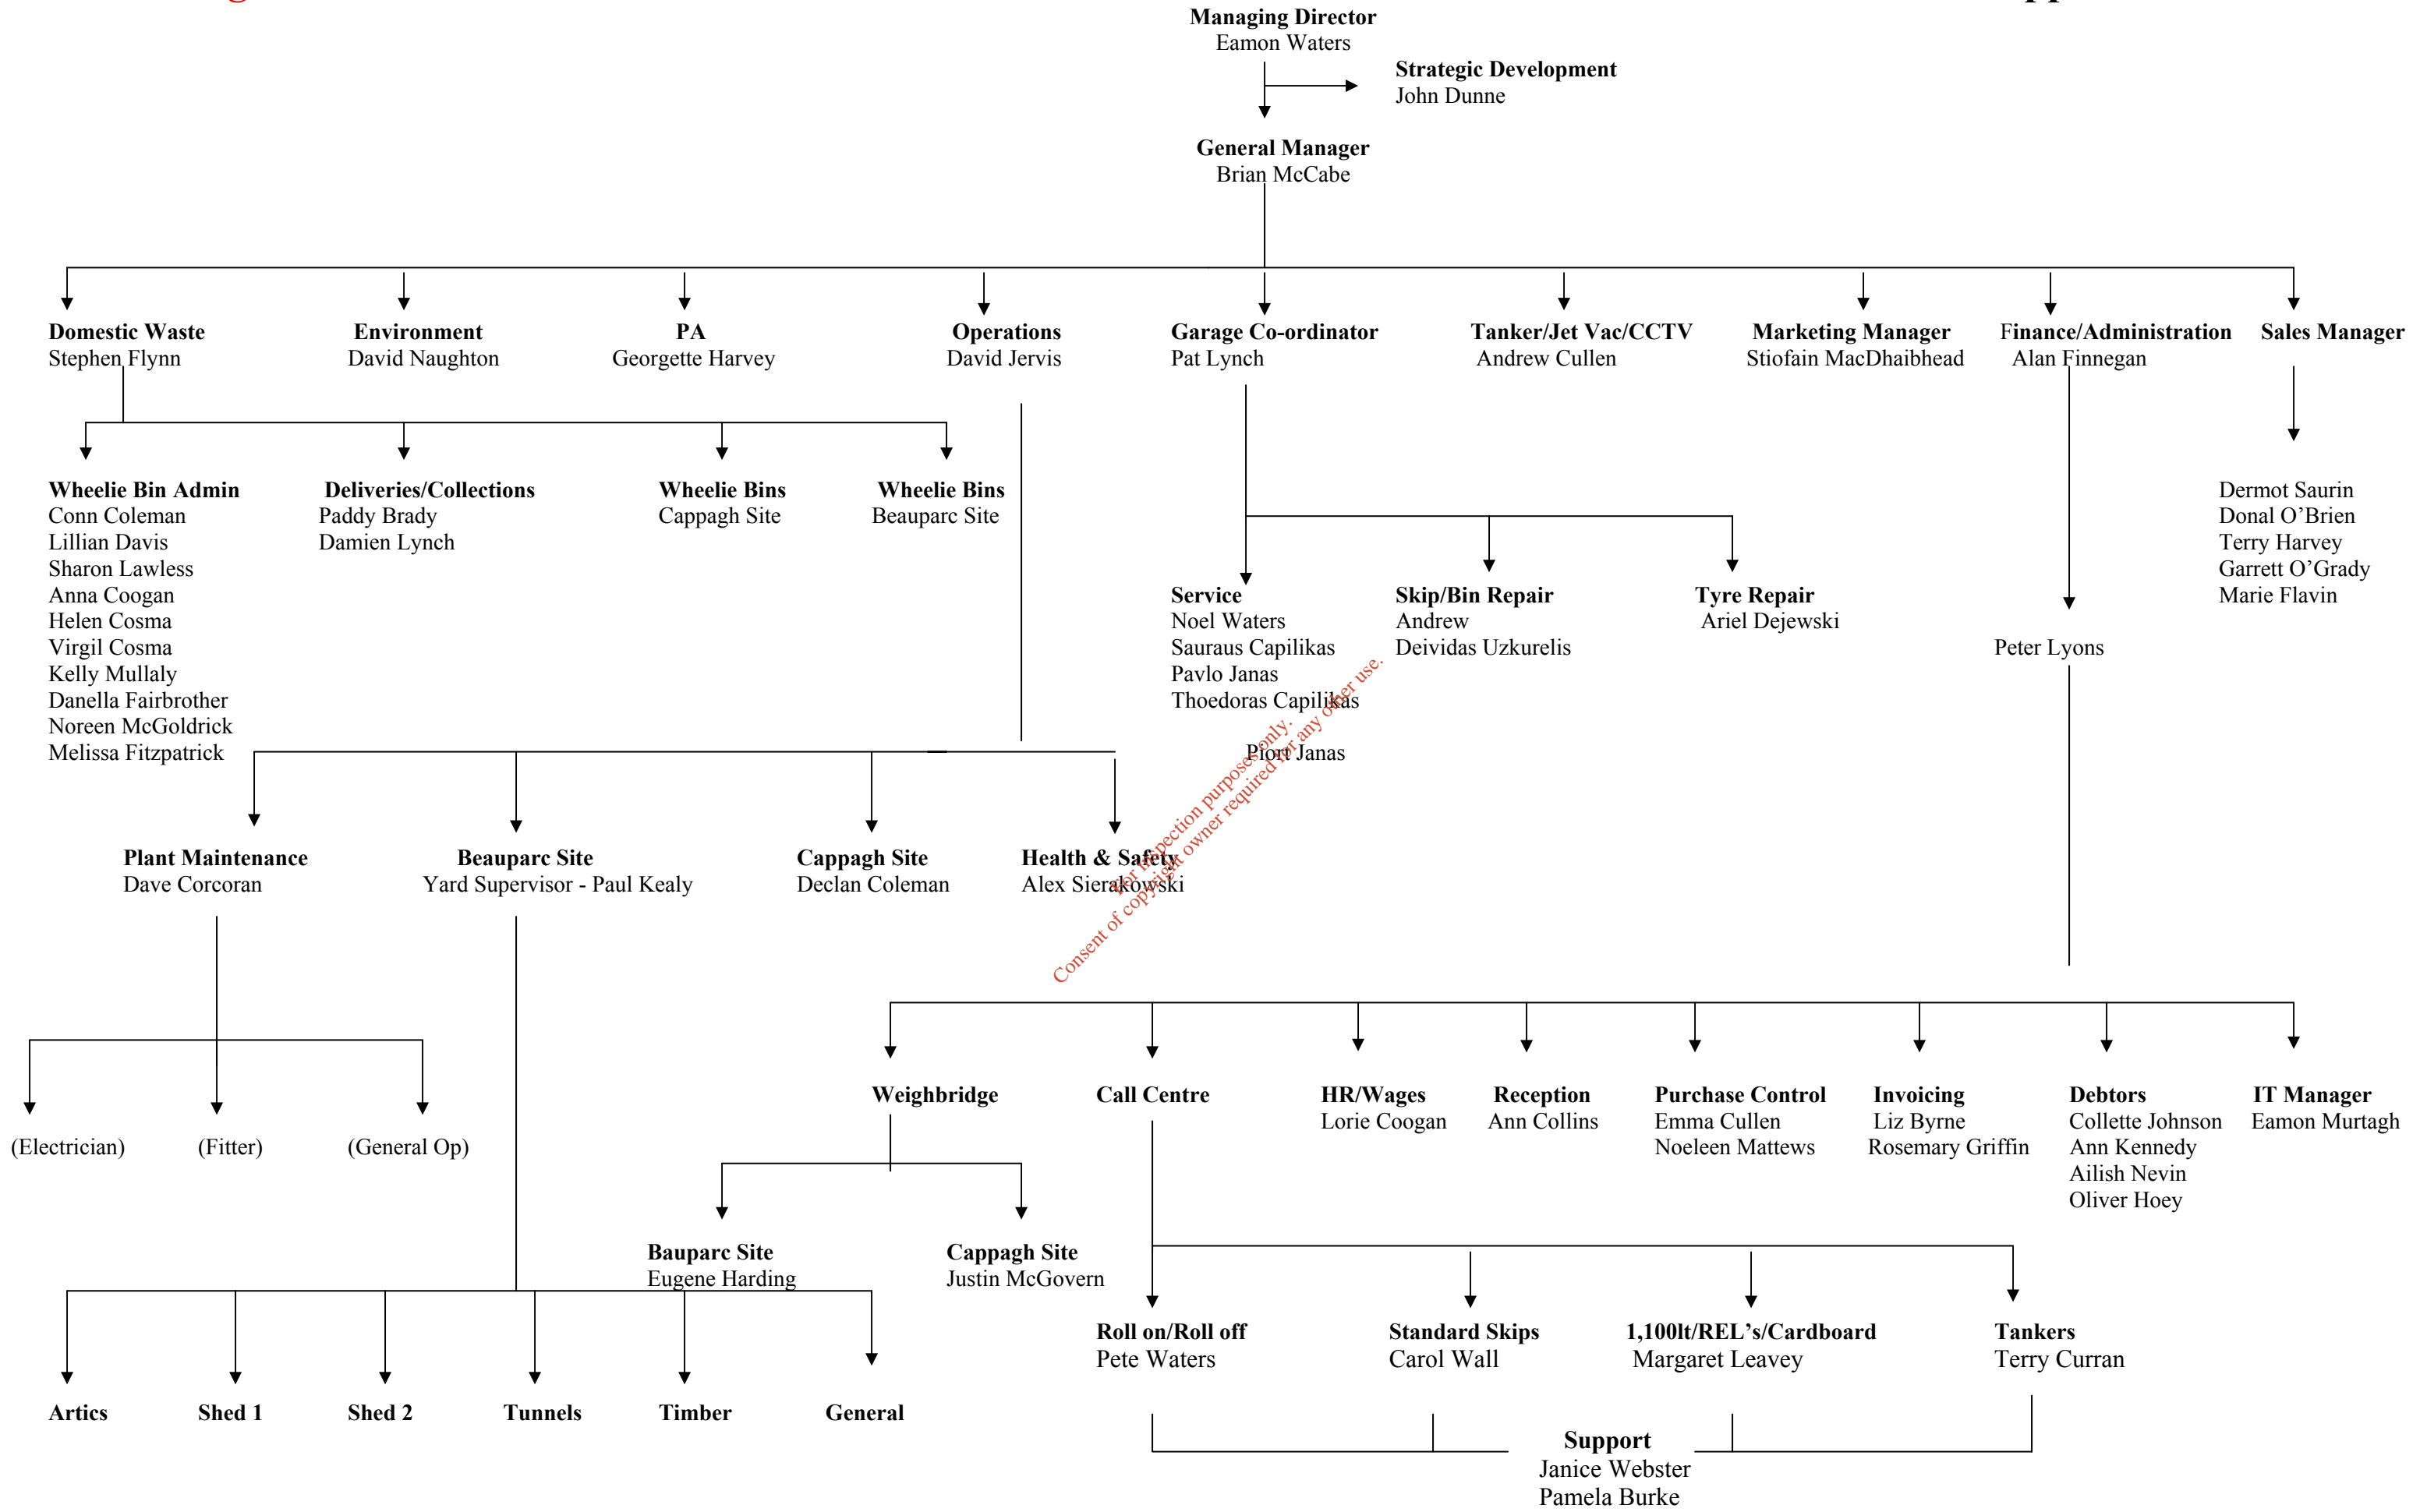 Managing Director
Eamon Waters
Strategic Development
John Dunne
General Manager
Brian McCabe
Domestic Waste
Stephen Flynn
Environment
David Naughton
PA
Georgette Harvey
Operations
David Jervis
Garage Co-ordinator
Pat Lynch
Tanker/Jet Vac/CCTV
Andrew Cullen
Marketing Manager
Stiofain MacDhaibhead
Finance/Administration
Alan Finnegan
Sales Manager
Wheelie Bin Admin
Conn Coleman
Lillian Davis
Sharon Lawless
Anna Coogan
Helen Cosma
Virgil Cosma
Kelly Mullaly
Danella Fairbrother
Noreen McGoldrick
Melissa Fitzpatrick
Deliveries/Collections
Paddy Brady
Damien Lynch
Wheelie Bins
Cappagh Site
Wheelie Bins
Beauparc Site
Dermot Saurin
Donal O’Brien
Terry Harvey
Garrett O’Grady
Marie Flavin
Service
Noel Waters
Sauraus Capilikas
Pavlo Janas
Thoedoras Capilikas
Piort Janas
Skip/Bin Repair
Andrew
Deividas Uzkurelis
Tyre Repair
Ariel Dejewski
Peter Lyons
For inspection purposes only.
Consent of copyright owner required for any other use.
Plant Maintenance
Dave Corcoran
Beauparc Site
Yard Supervisor - Paul Kealy
Cappagh Site
Declan Coleman
Health & Safety
Alex Sierakowski
(Electrician)
(Fitter)
(General Op)
Weighbridge
Call Centre
HR/Wages
Lorie Coogan
Reception
Ann Collins
Purchase Control
Emma Cullen
Noeleen Mattews
Invoicing
Liz Byrne
Rosemary Griffin
Debtors
Collette Johnson
Ann Kennedy
Ailish Nevin
Oliver Hoey
IT Manager
Eamon Murtagh
Bauparc Site
Eugene Harding
Cappagh Site
Justin McGovern
Roll on/Roll off
Pete Waters
Standard Skips
Carol Wall
1,100lt/REL’s/Cardboard
Margaret Leavey
Tankers
Terry Curran
Artics
Shed 1
Shed 2
Tunnels
Timber
General
Support
Janice Webster
Pamela Burke